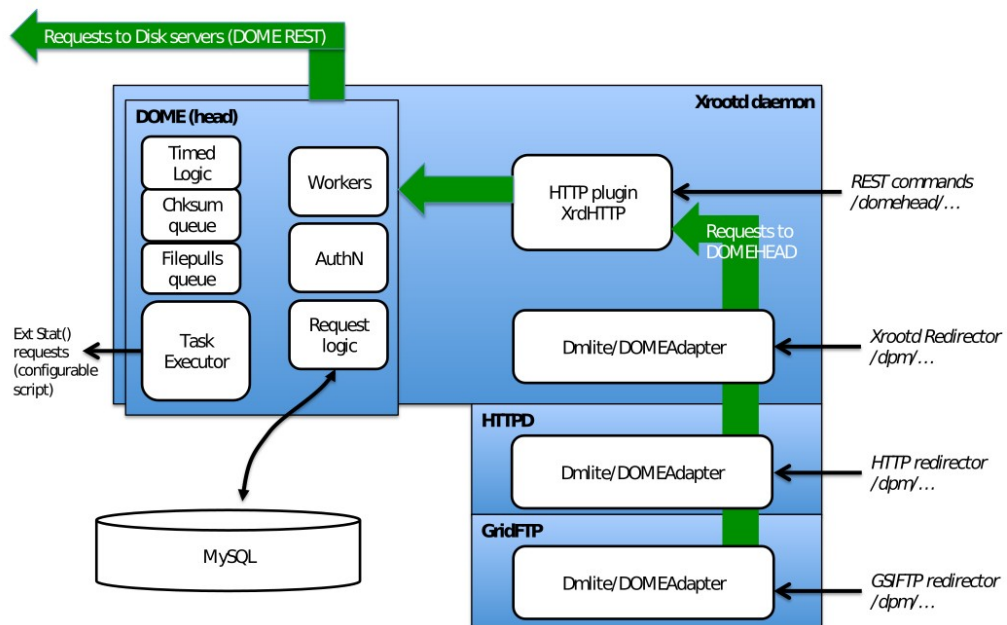 Requests to Disk servers (DOME REST)
DOME (head)
Xrootd daemon
Timed
Logic
Chksum
queue
Filepulls
queue
Task
Executor
Workers
AuthN
Request
logic
HTTP plugin
XrdHTTP
REST commands
/domehead/…
Requests to
DOMEHEAD
Ext Stat()
requests
(configurable
script)
Dmlite/DOMEAdapter
Xrootd Redirector
/dpm/…
HTTPD
Dmlite/DOMEAdapter
HTTP redirector
/dpm/…
GridFTP
Dmlite/DOMEAdapter
GSIFTP redirector
/dpm/…
MySQL